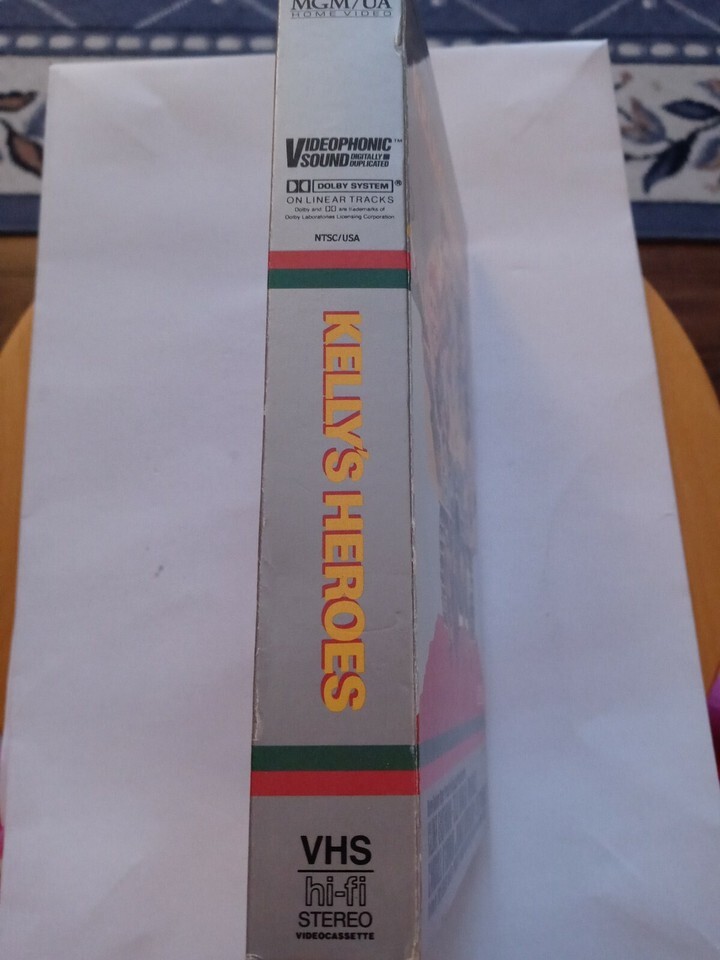 MGM/UA
HOME VIDEO
VIDEOPHONIC™
SOUND DIGITALLY
DUPLICATED
DOLBY SYSTEM®
ON LINEAR TRACKS
Dolby and are trademarks of
Dolby Laboratories Licensing Corporation
NTSC/USA
KELLY'S HEROES
VHS
hi-fi
STEREO
VIDEOCASSETTE